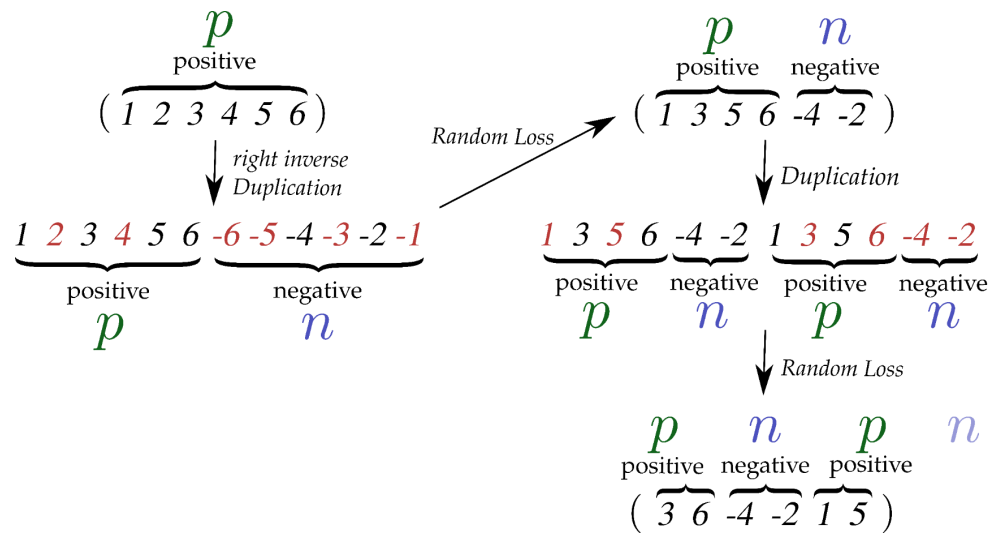 p
positive
( 1 2 3 4 5 6 )
right inverse
Duplication
1 2 3 4 5 6 -6 -5 -4 -3 -2 -1
positive negative
p n
Random Loss
p n
positive negative
( 1 3 5 6 -4 -2 )
Duplication
1 3 5 6 -4 -2 1 3 5 6 -4 -2
positive negative positive negative
p n p n
Random Loss
p n p n
positive negative positive
( 3 6 -4 -2 1 5 )